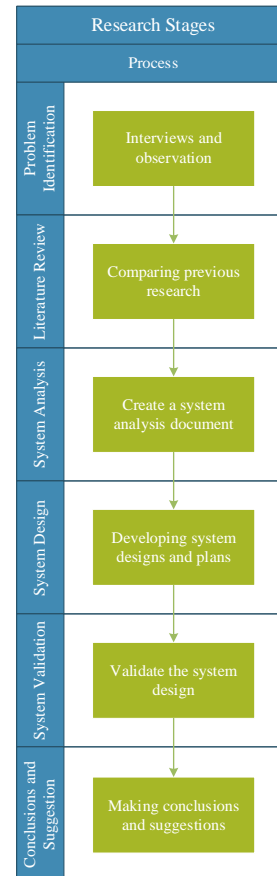 Research Stages
Process
Problem
Identification
Interviews and
observation
Literature Review
Comparing previous
research
System Analysis
Create a system
analysis document
System Design
Developing system
designs and plans
System Validation
Validate the system
design
Conclusions and
Suggestion
Making conclusions
and suggestions